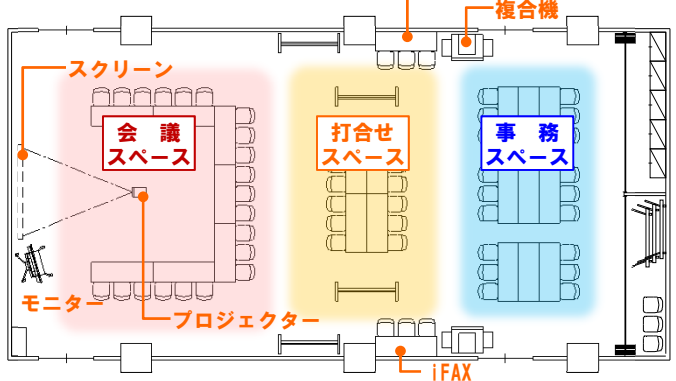 複合機
スクリーン
会 議
スペース
打合せ
スペース
事 務
スペース
モニター
プロジェクター
iFAX